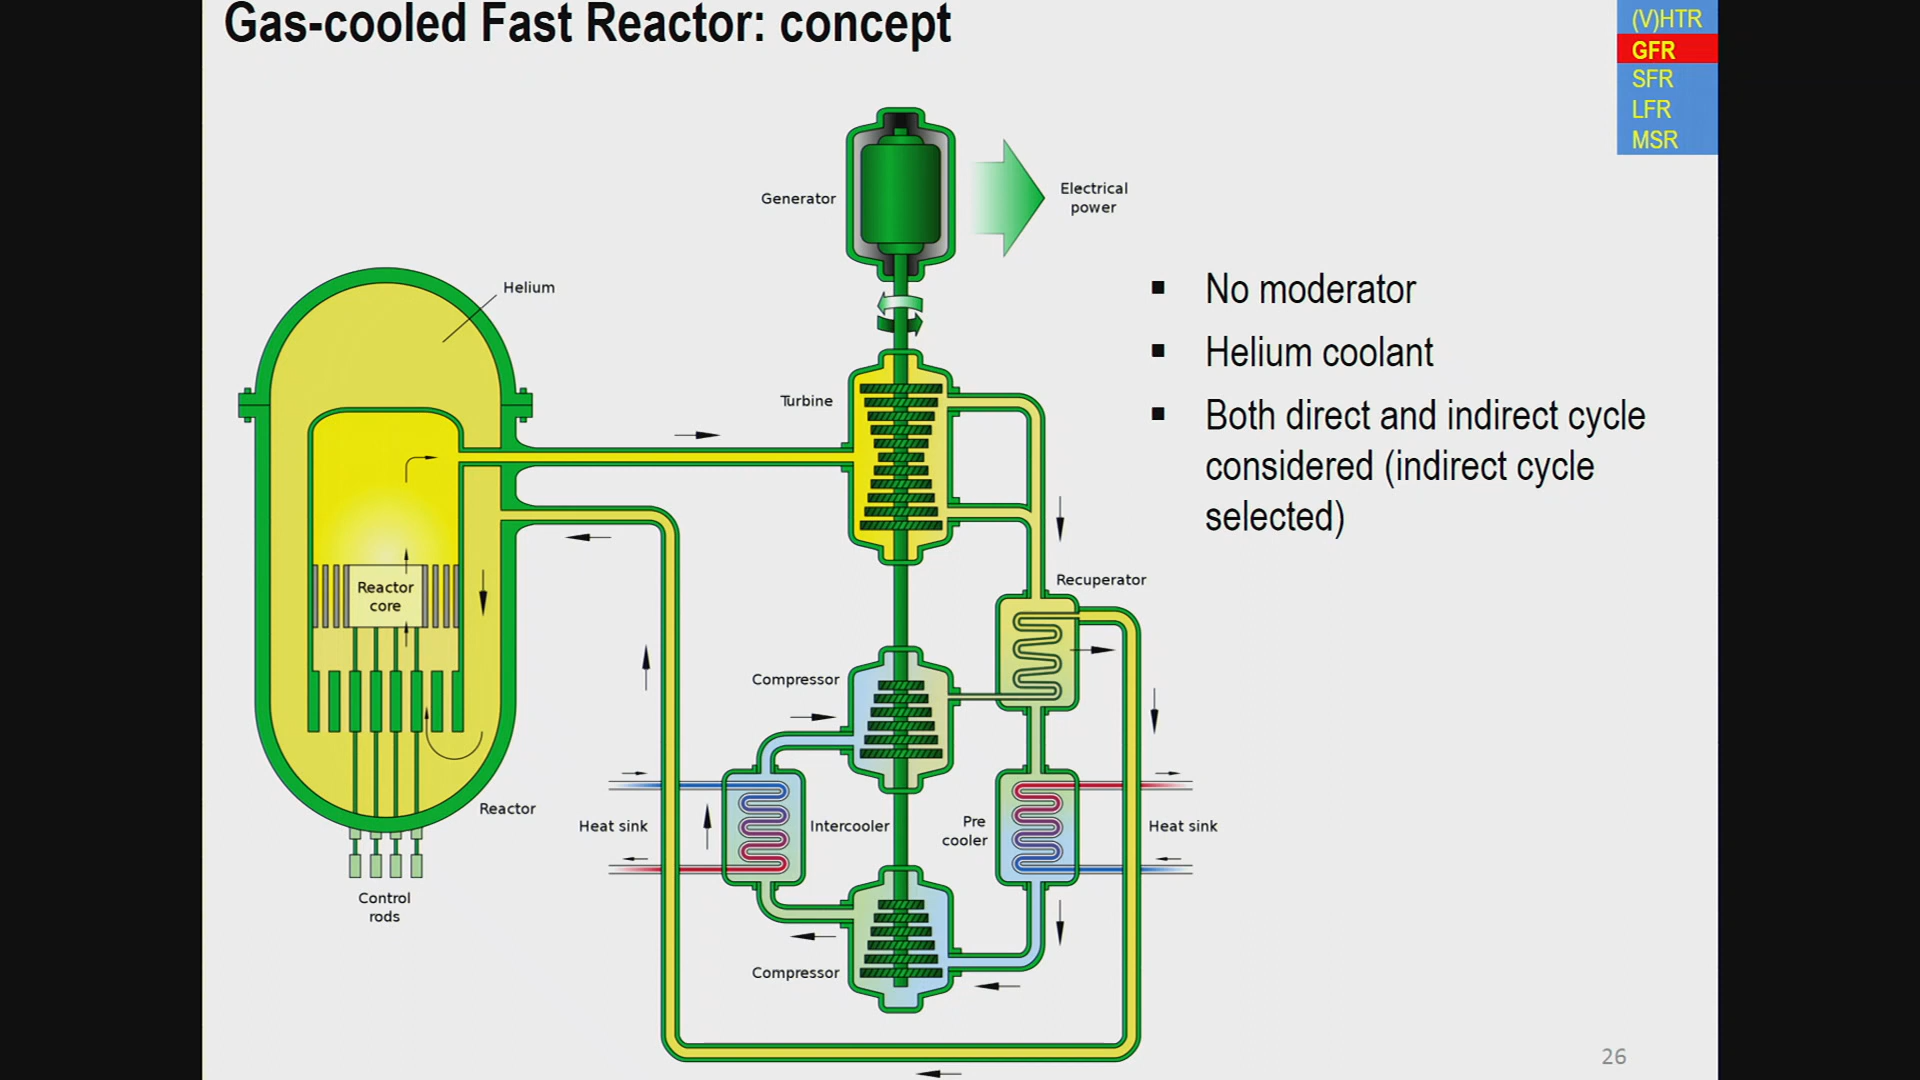 Gas-cooled Fast Reactor: concept
(V)HTR
GFR
SFR
LFR
MSR
Generator
Electrical
power
Helium
No moderator
Helium coolant
Both direct and indirect cycle
considered (indirect cycle
selected)
Turbine
Recuperator
Reactor
core
Compressor
Reactor
Heat sink
Intercooler
Pre
cooler
Heat sink
Control
rods
Compressor
26